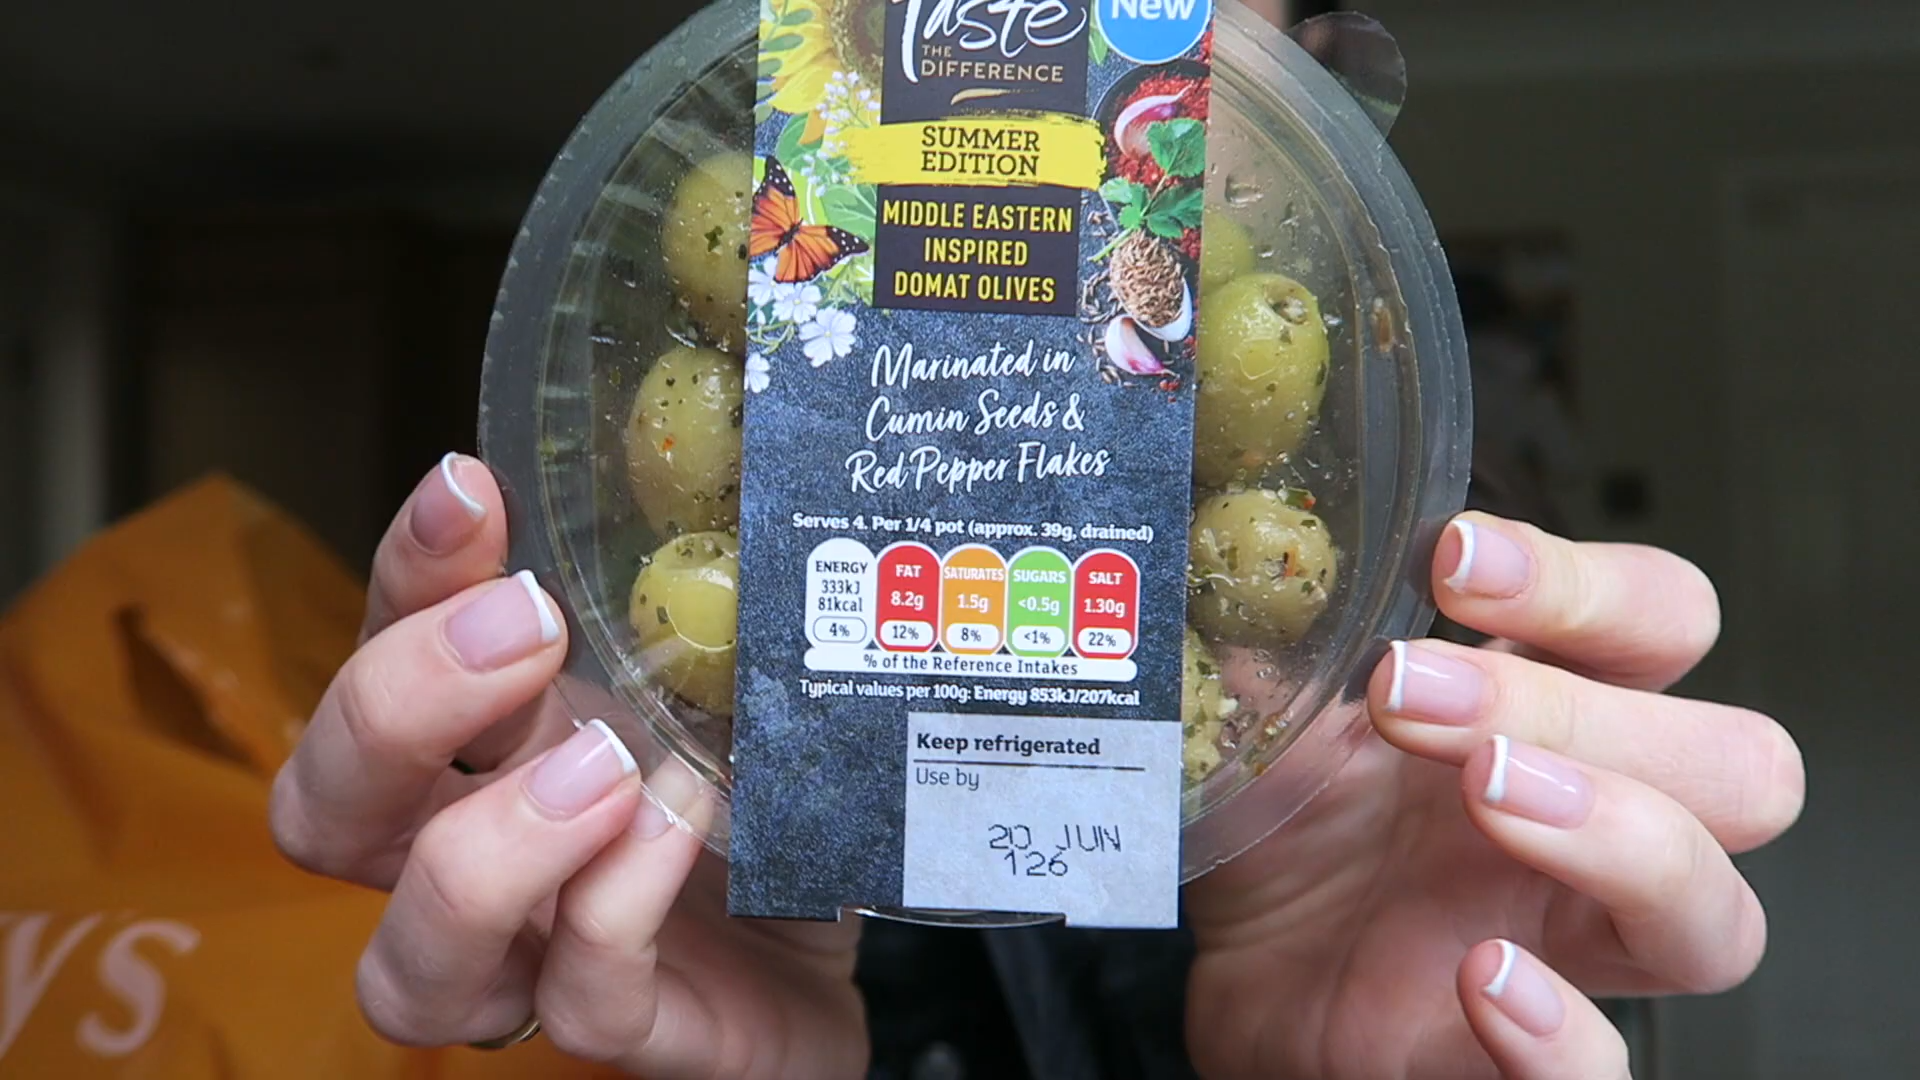 Taste
THE
DIFFERENCE
New
SUMMER
EDITION
MIDDLE EASTERN
INSPIRED
DOMAT OLIVES
Marinated in
Cumin Seeds &
Red Pepper Flakes
Serves 4. Per 1/4 pot (approx. 39g, drained)
ENERGY
333kJ
81kcal
4%
FAT
8.2g
12%
SATURATES
1.5g
8%
SUGARS
<0.5g
<1%
SALT
1.30g
22%
% of the Reference Intakes
Typical values per 100g: Energy 853kJ/207kcal
Keep refrigerated
Use by
20 JUN
126
Y'S